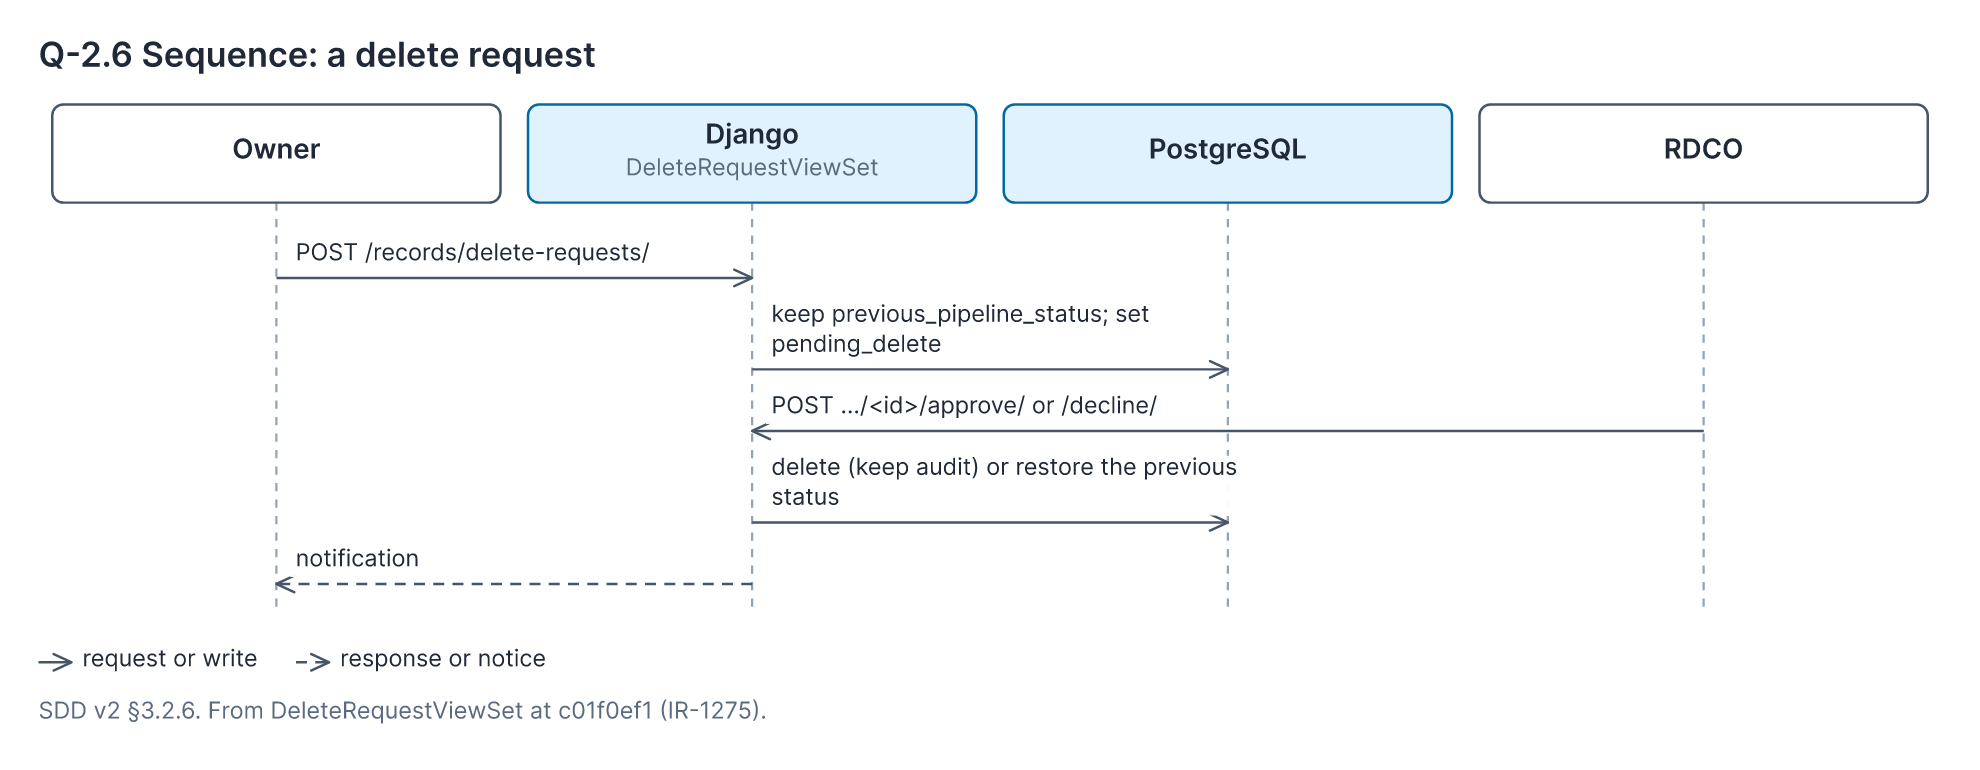 Q-2.6 Sequence: a delete request
Owner
Django
DeleteRequestViewSet
PostgreSQL
RDCO
POST /records/delete-requests/
keep previous_pipeline_status; set
pending_delete
POST .../<id>/approve/ or /decline/
delete (keep audit) or restore the previous
status
notification
request or write
response or notice
SDD v2 §3.2.6. From DeleteRequestViewSet at c01f0ef1 (IR-1275).